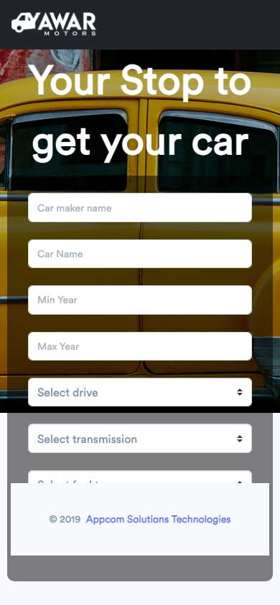 YAWAR
MOTORS
Your Stop to
get your car
Car maker name
Car Name
Min Year
Max Year
Select drive
Select transmission
© 2019 Appcom Solutions Technologies